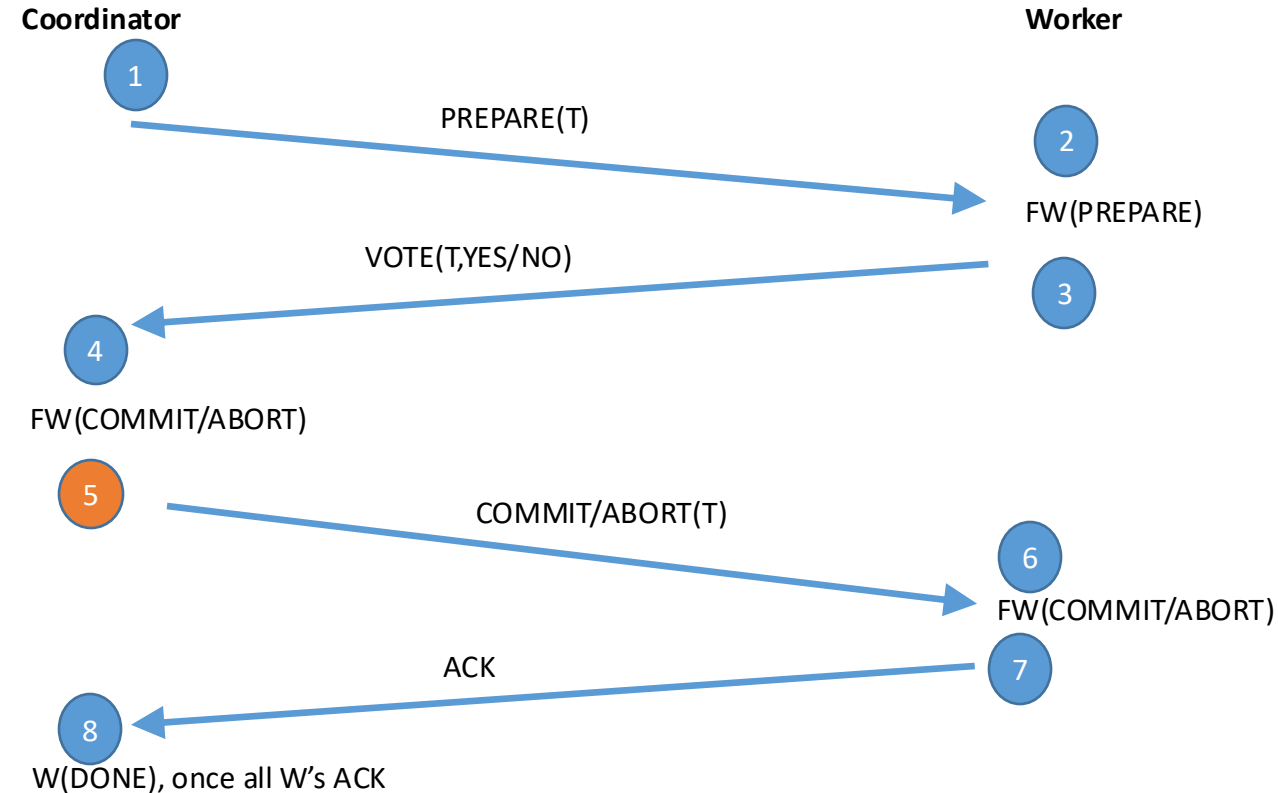 Coordinator
Worker
1
PREPARE(T)
2
FW(PREPARE)
VOTE(T,YES/NO)
3
4
FW(COMMIT/ABORT)
5
COMMIT/ABORT(T)
6
FW(COMMIT/ABORT)
ACK
7
8
W(DONE), once all W's ACK